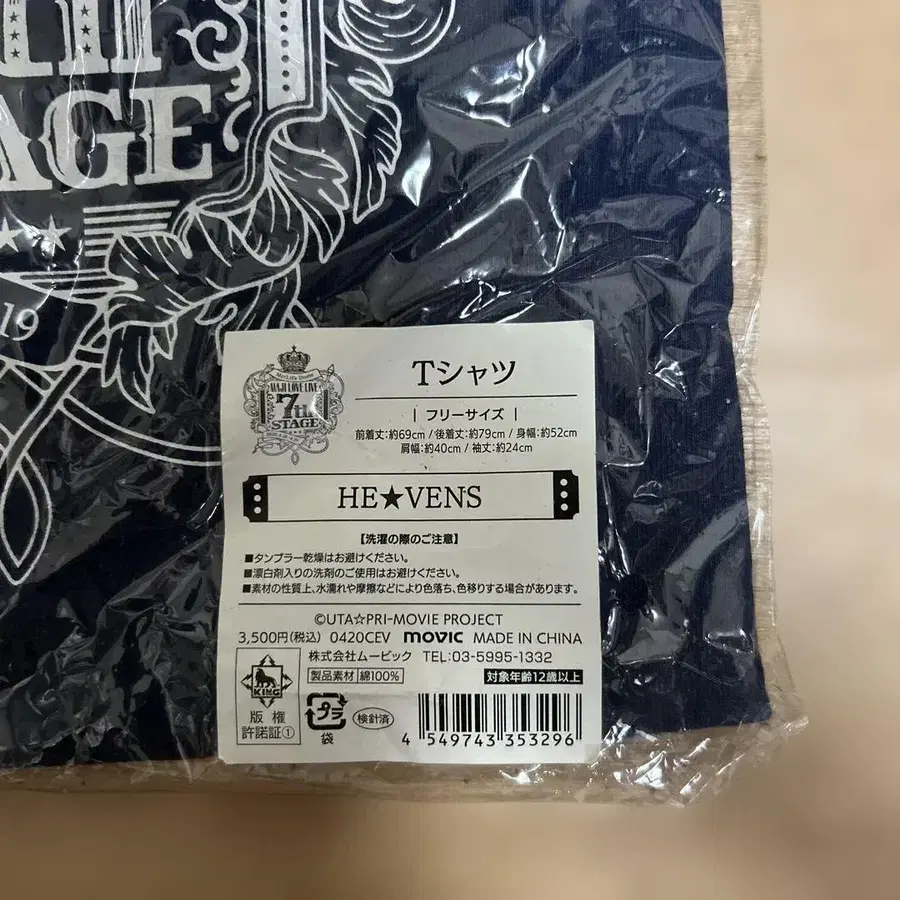 AGE
19
MAJI LOVE LIVE
7th
STAGE
Tシャツ
| フリーサイズ |
前着丈:約69cm / 後着丈:約79cm / 身幅:約52cm
肩幅:約40cm / 袖丈:約24cm
HE★VENS
【洗濯の際のご注意】
■タンブラー乾燥はお避けください。
■漂白剤入りの洗剤のご使用はお避けください。
■素材の性質上、水濡れや摩擦などにより色落ち、色移りする場合があります。
©UTA☆PRI-MOVIE PROJECT
3,500円(税込) 0420CEV movic MADE IN CHINA
株式会社ムービック TEL:03-5995-1332
製品素材 綿100% 対象年齢12歳以上
KING
版権
許諾証①
プラ
袋
検針済
4 549743 353296